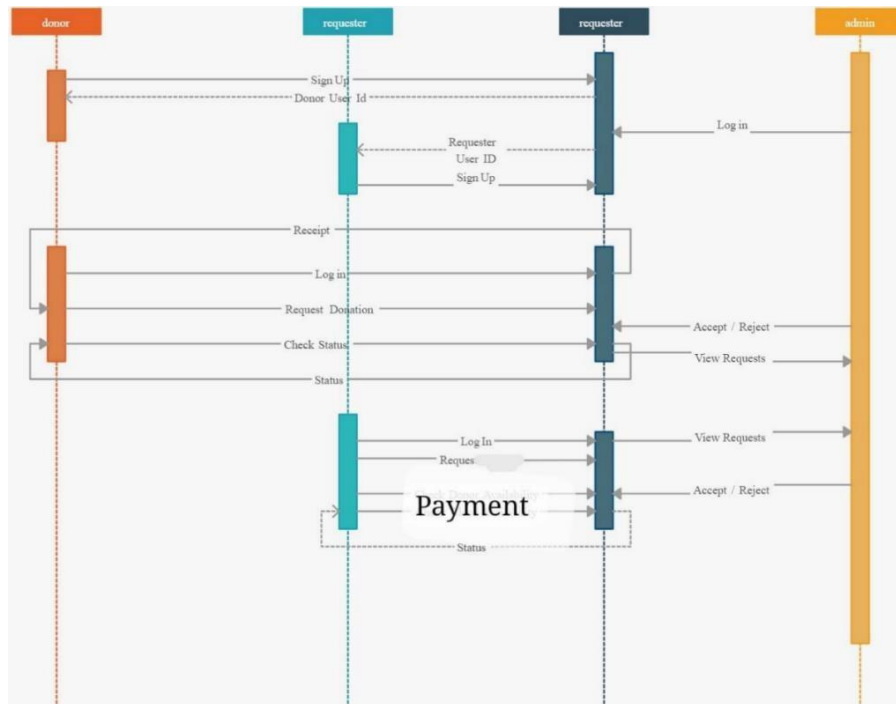 donor
requester
requester
admin
Sign Up
Donor User Id
Log in
Requester
User ID
Sign Up
Receipt
Log in
Request Donation
Accept / Reject
Check Status
View Requests
Status
Log In
View Requests
Accept / Reject
Payment
Status